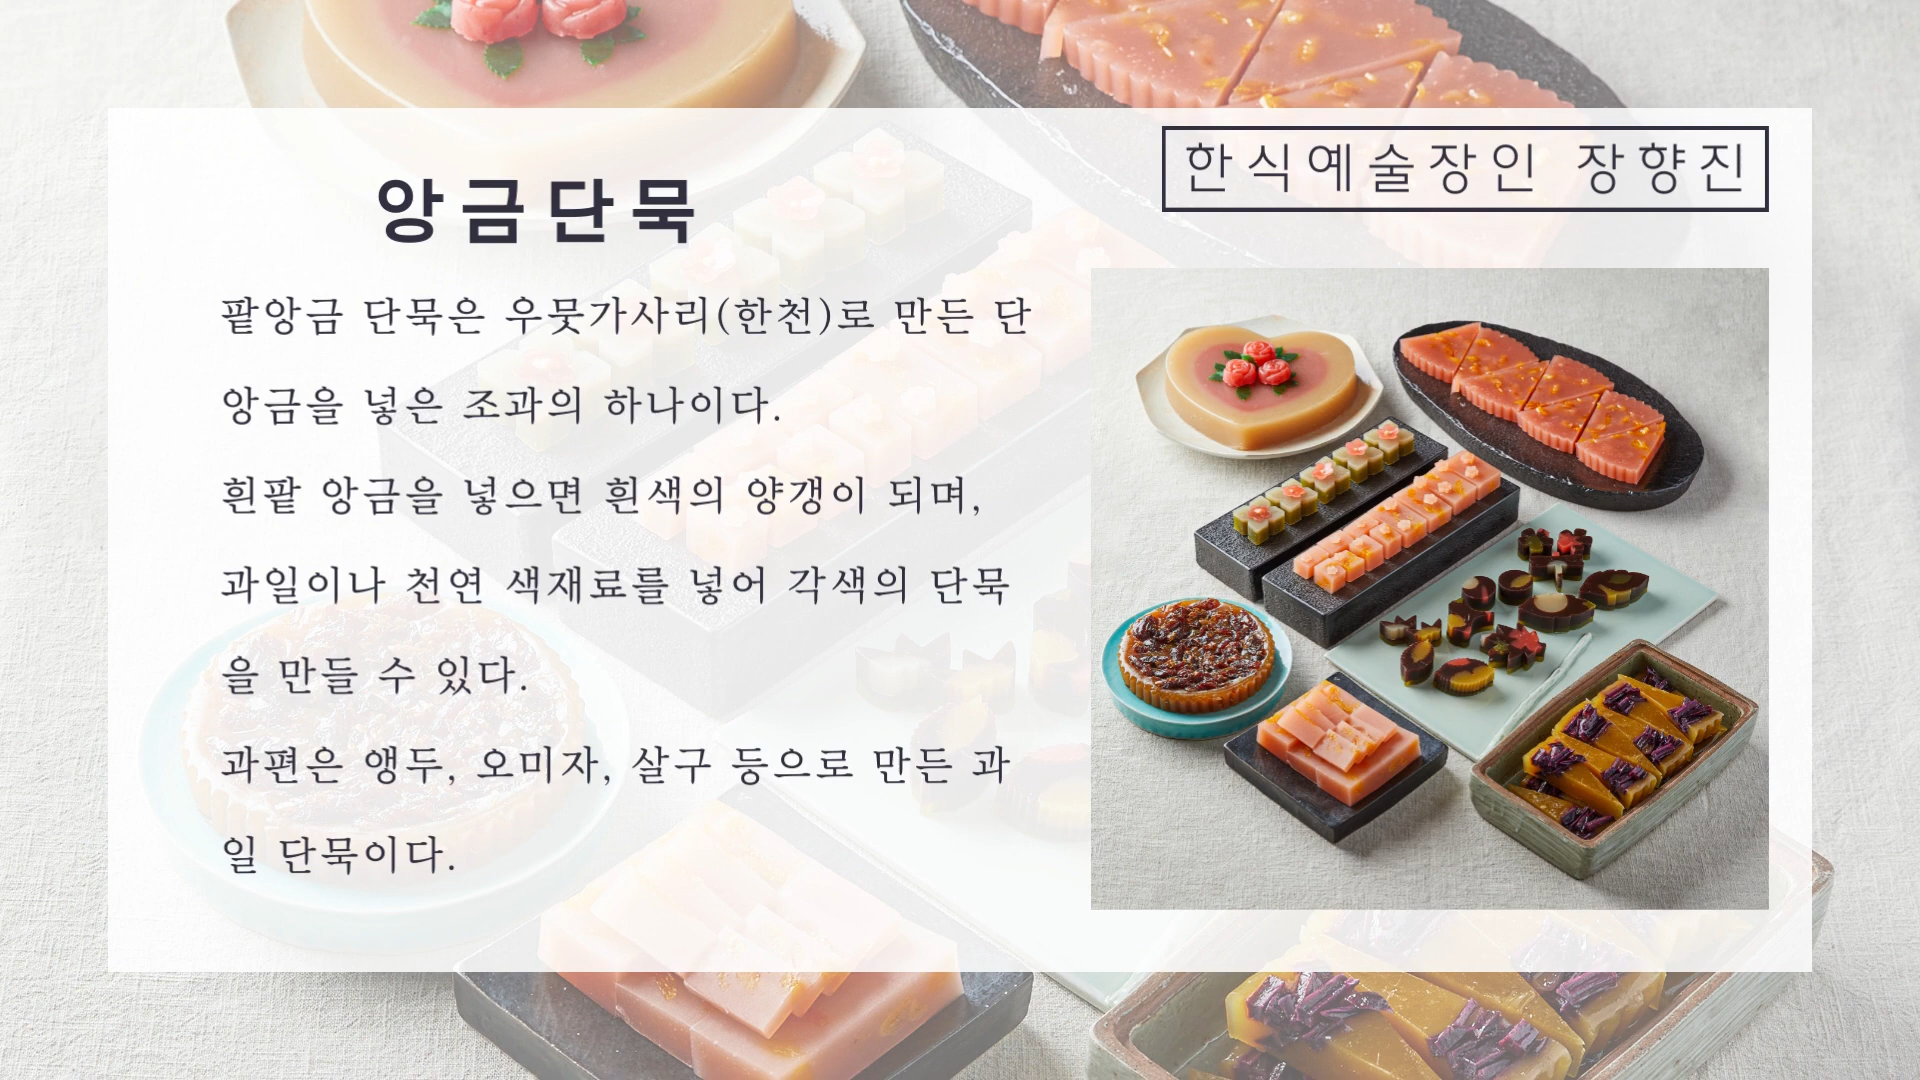 한식예술장인 장향진
앙금단묵
팥앙금 단묵은 우뭇가사리(한천)로 만든 단
앙금을 넣은 조과의 하나이다.
흰팥 앙금을 넣으면 흰색의 양갱이 되며,
과일이나 천연 색재료를 넣어 각색의 단묵
을 만들 수 있다.
과편은 앵두, 오미자, 살구 등으로 만든 과
일 단묵이다.